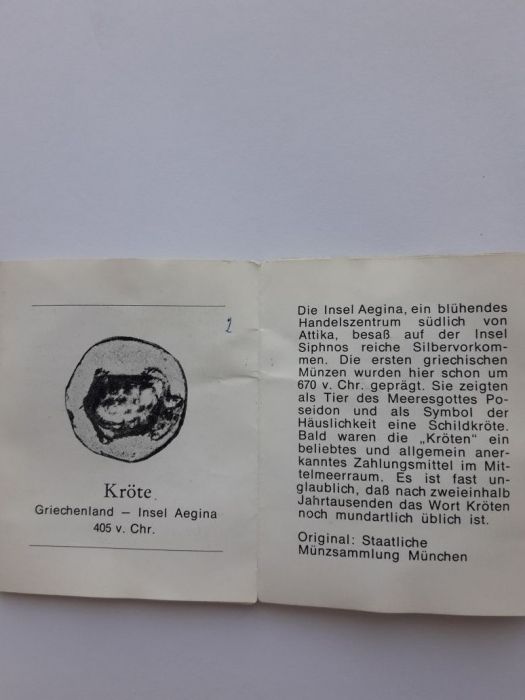 2
Kröte
Griechenland – Insel Aegina
405 v. Chr.
Die Insel Aegina, ein blühendes
Handelszentrum südlich von
Attika, besaß auf der Insel
Siphnos reiche Silbervorkom-
men. Die ersten griechischen
Münzen wurden hier schon um
670 v. Chr. geprägt. Sie zeigten
als Tier des Meeresgottes Po-
seidon und als Symbol der
Häuslichkeit eine Schildkröte.
Bald waren die „Kröten" ein
beliebtes und allgemein aner-
kanntes Zahlungsmittel im Mit-
telmeerraum. Es ist fast un-
glaublich, daß nach zweieinhalb
Jahrtausenden das Wort Kröten
noch mundartlich üblich ist.
Original: Staatliche
Münzsammlung München